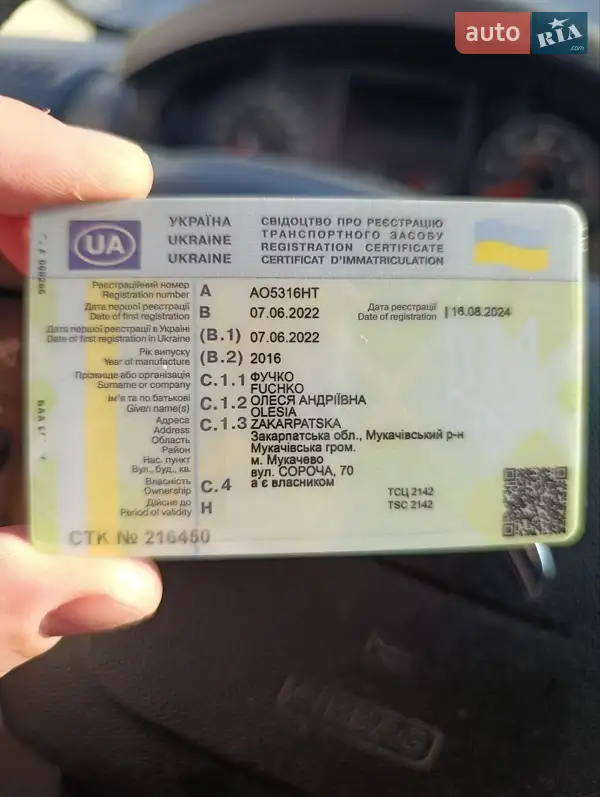 auto RIA .com
УКРАЇНА
UKRAINE
UKRAINE
СВІДОЦТВО ПРО РЕЄСТРАЦІЮ
ТРАНСПОРТНОГО ЗАСОБУ
REGISTRATION CERTIFICATE
CERTIFICAT D'IMMATRICULATION
UA
Реєстраційний номер
Registration number
A AO5316HT
Дата першої реєстрації
Date of first registration
B 07.06.2022
Дата реєстрації
Date of registration
I 16.08.2024
Дата першої реєстрації в Україні
Date of first registration in Ukraine
(B.1) 07.06.2022
Рік випуску
Year of manufacture
(B.2) 2016
Прізвище або організація
Surname or company
C.1.1 ФУЧКО
FUCHKO
Ім'я та по батькові
Given name(s)
C.1.2 ОЛЕСЯ АНДРІЇВНА
OLESIA
Адреса
Address
Область
Район
Нас. пункт
Вул., буд., кв.
C.1.3 ZAKARPATSKA
Закарпатська обл., Мукачівський р-н
Мукачівська гром.
м. Мукачево
вул. СОРОЧА, 70
Власність
Ownership
C.4 а є власником
Дійсне до
Period of validity
H
ТСЦ 2142
TSC 2142
СТК № 216450